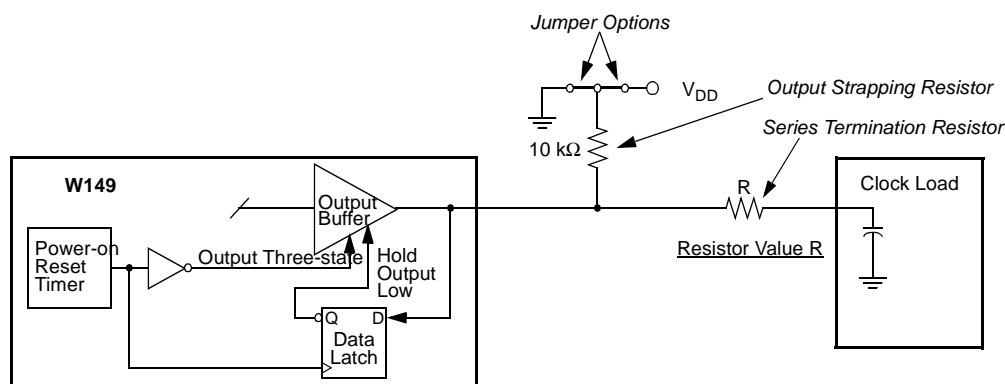 Jumper Options
VDD
Output Strapping Resistor
Series Termination Resistor
10 kΩ
W149
Output
Buffer
R
Clock Load
Power-on
Reset
Timer
Output Three-state
Hold
Output
Low
Resistor Value R
Q
D
Data
Latch